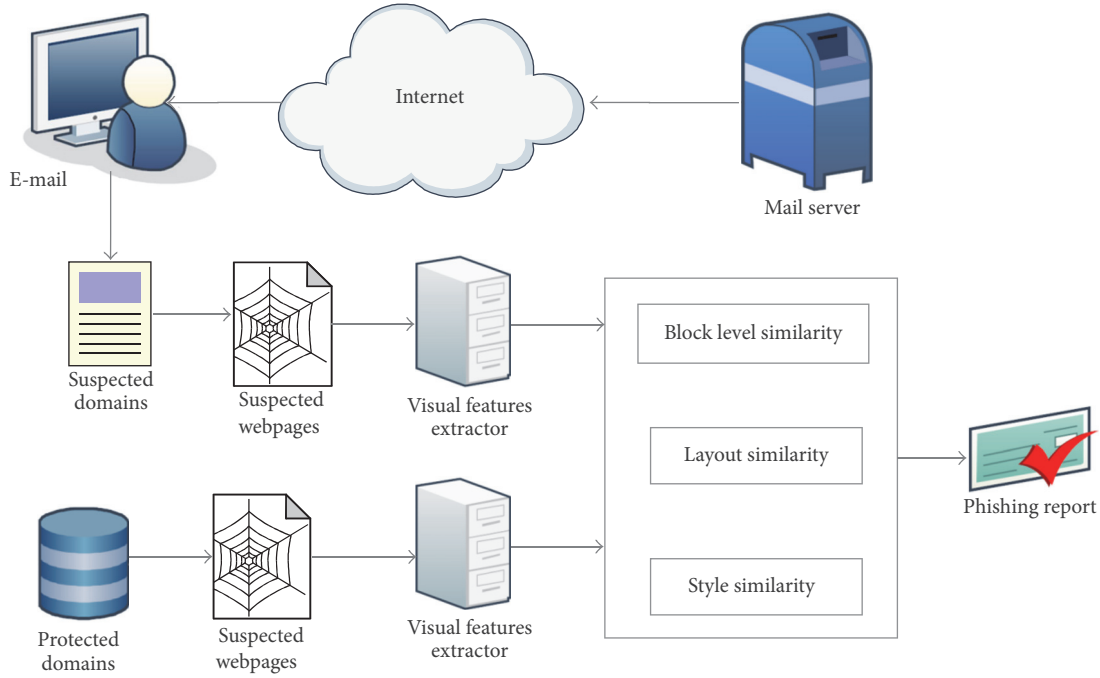 Internet
E-mail
Mail server
Suspected
domains
Suspected
webpages
Visual features
extractor
Block level similarity
Layout similarity
Style similarity
Phishing report
Protected
domains
Suspected
webpages
Visual features
extractor